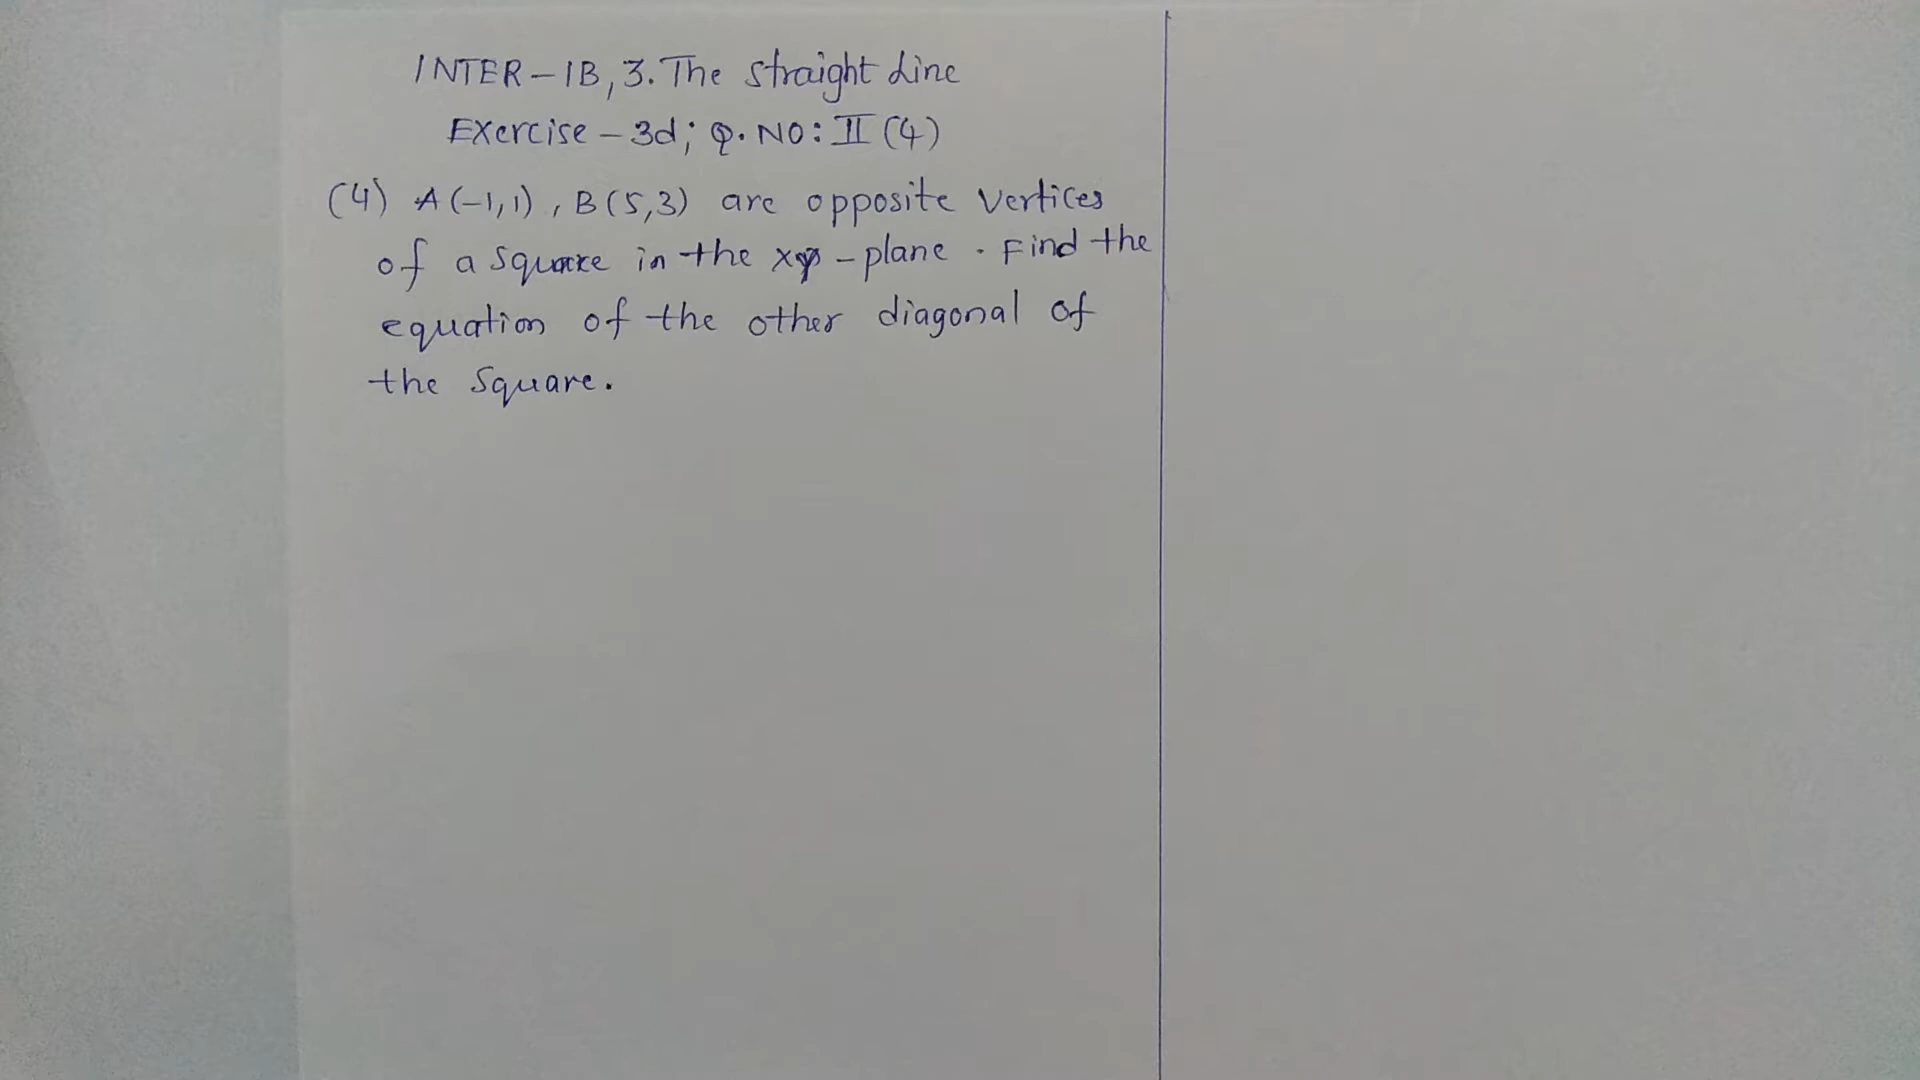 INTER-IB, 3. The straight Line
Exercise - 3d; Q. NO: II (4)
(4) A(-1,1), B(5,3) are opposite vertices
of a square in the xy-plane. Find the
equation of the other diagonal of
the square.